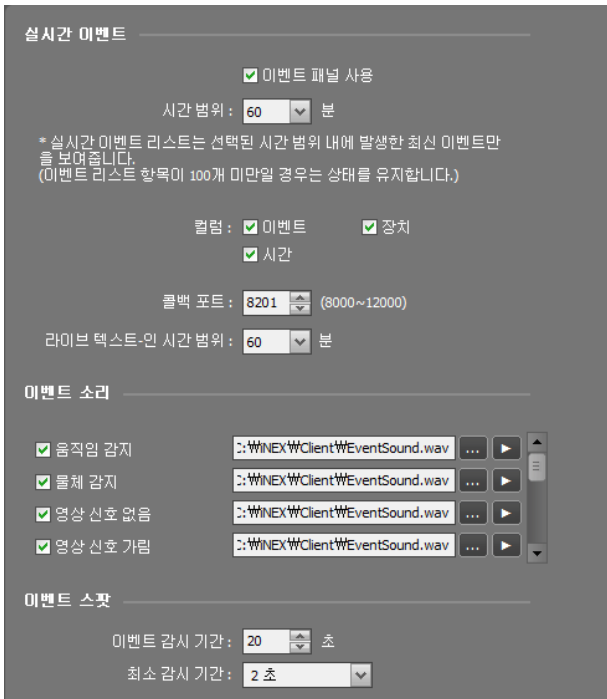 실시간 이벤트
이벤트 패널 사용
시간 범위 : 60 분
* 실시간 이벤트 리스트는 선택된 시간 범위 내에 발생한 최신 이벤트만
을 보여줍니다.
(이벤트 리스트 항목이 100개 미만일 경우는 상태를 유지합니다.)
컬럼 : 이벤트 장치
시간
콜백 포트 : 8201 (8000~12000)
라이브 텍스트-인 시간 범위 : 60 분
이벤트 소리
움직임 감지 C:₩iNEX₩Client₩EventSound.wav ...
물체 감지 C:₩iNEX₩Client₩EventSound.wav ...
영상 신호 없음 C:₩iNEX₩Client₩EventSound.wav ...
영상 신호 가림 C:₩iNEX₩Client₩EventSound.wav ...
이벤트 스팟
이벤트 감시 기간 : 20 초
최소 감시 기간 : 2 초